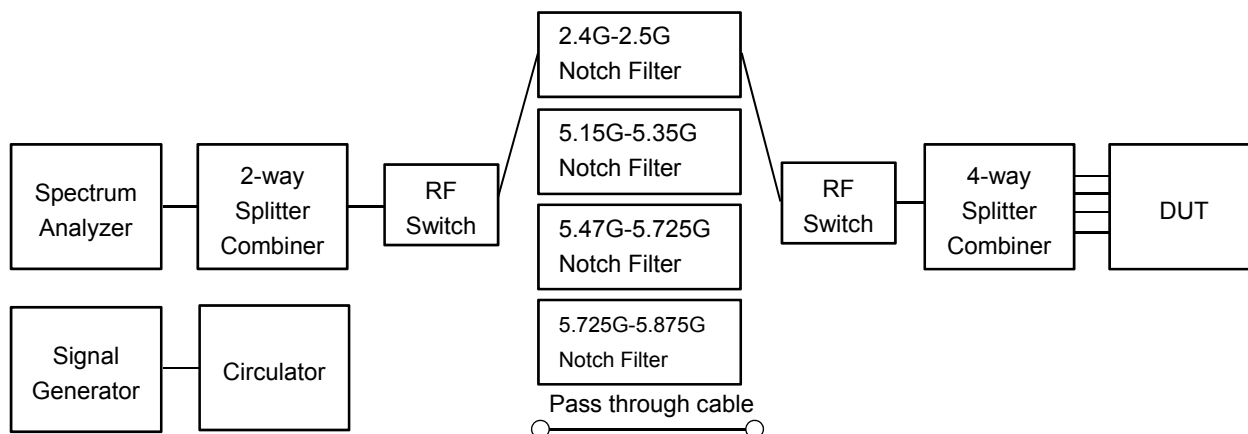 2.4G-2.5G
Notch Filter
5.15G-5.35G
Notch Filter
Spectrum
Analyzer
2-way
Splitter
Combiner
RF
Switch
5.47G-5.725G
Notch Filter
RF
Switch
4-way
Splitter
Combiner
DUT
Signal
Generator
Circulator
5.725G-5.875G
Notch Filter
Pass through cable